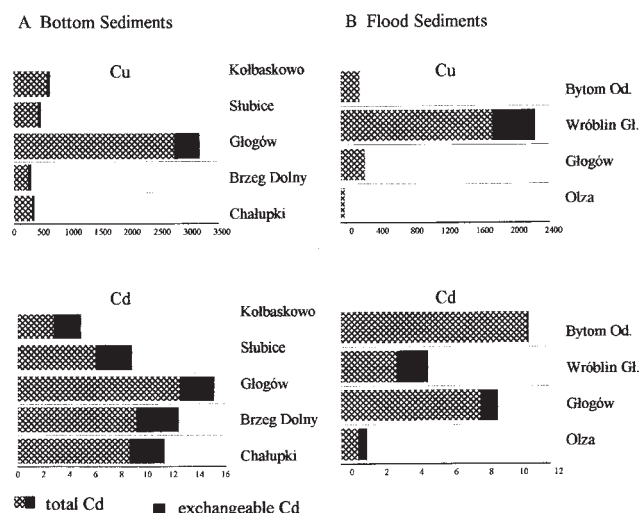 A Bottom Sediments
Cu
Kołbaskowo
Słubice
Głogów
Brzeg Dolny
Chałupki
0 500 1000 1500 2000 2500 3000 3500
Cd
Kołbaskowo
Słubice
Głogów
Brzeg Dolny
Chałupki
0 2 4 6 8 10 12 14 16
total Cd exchangeable Cd
B Flood Sediments
Cu
Bytom Od.
Wróblin Gł.
Głogów
Olza
0 400 800 1200 1600 2000 2400
Cd
Bytom Od.
Wróblin Gł.
Głogów
Olza
0 2 4 6 8 10 12